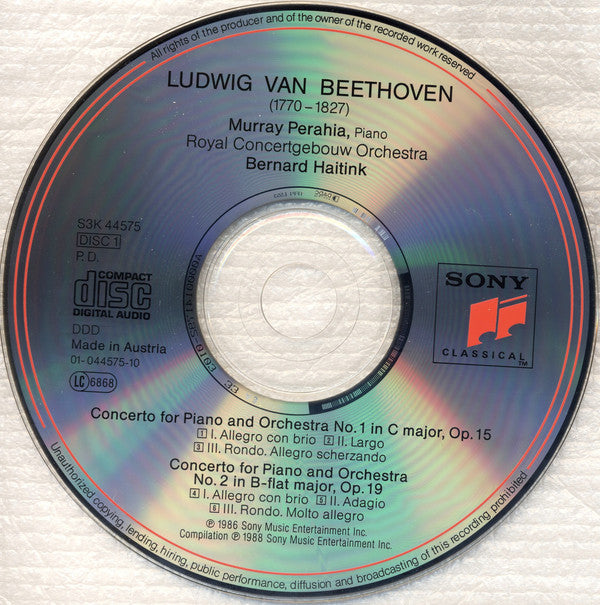 All rights of the producer and of the owner of the recorded work reserved
LUDWIG VAN BEETHOVEN
(1770–1827)
Murray Perahia, Piano
Royal Concertgebouw Orchestra
Bernard Haitink
S3K 44575
DISC 1
P.D.
COMPACT
disc
DIGITAL AUDIO
DDD
Made in Austria
01-044575-10
LC 6868
SONY
CLASSICAL™
Concerto for Piano and Orchestra No. 1 in C major, Op. 15
1 I. Allegro con brio 2 II. Largo
3 III. Rondo. Allegro scherzando
Concerto for Piano and Orchestra
No. 2 in B-flat major, Op. 19
4 I. Allegro con brio 5 II. Adagio
6 III. Rondo. Molto allegro
℗ 1986 Sony Music Entertainment Inc.
Compilation ℗ 1988 Sony Music Entertainment Inc.
Unauthorized copying, lending, hiring, public performance, diffusion and broadcasting of this recording prohibited